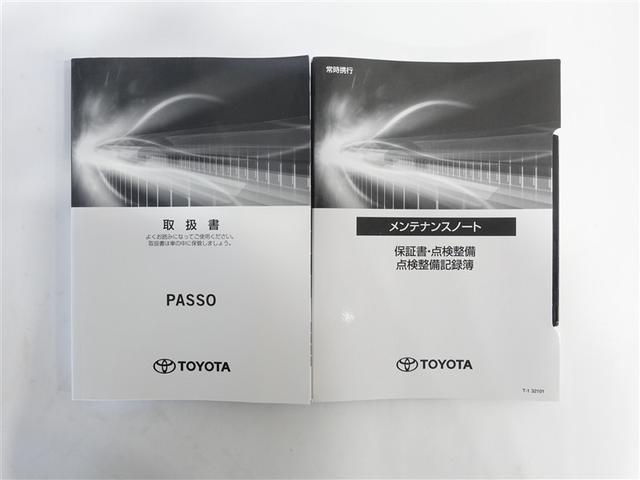 取扱書
よくお読みになってご使用ください。
取扱書は車の中に保管しましょう。
PASSO
TOYOTA
常時携行
メンテナンスノート
保証書・点検整備
点検整備記録簿
TOYOTA
T-1 32101